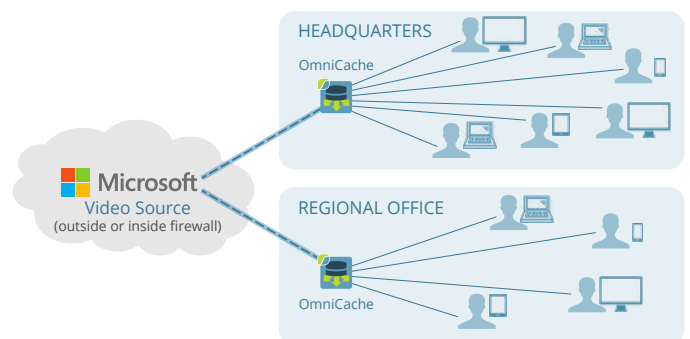 HEADQUARTERS
OmniCache
Microsoft
Video Source
(outside or inside firewall)
REGIONAL OFFICE
OmniCache